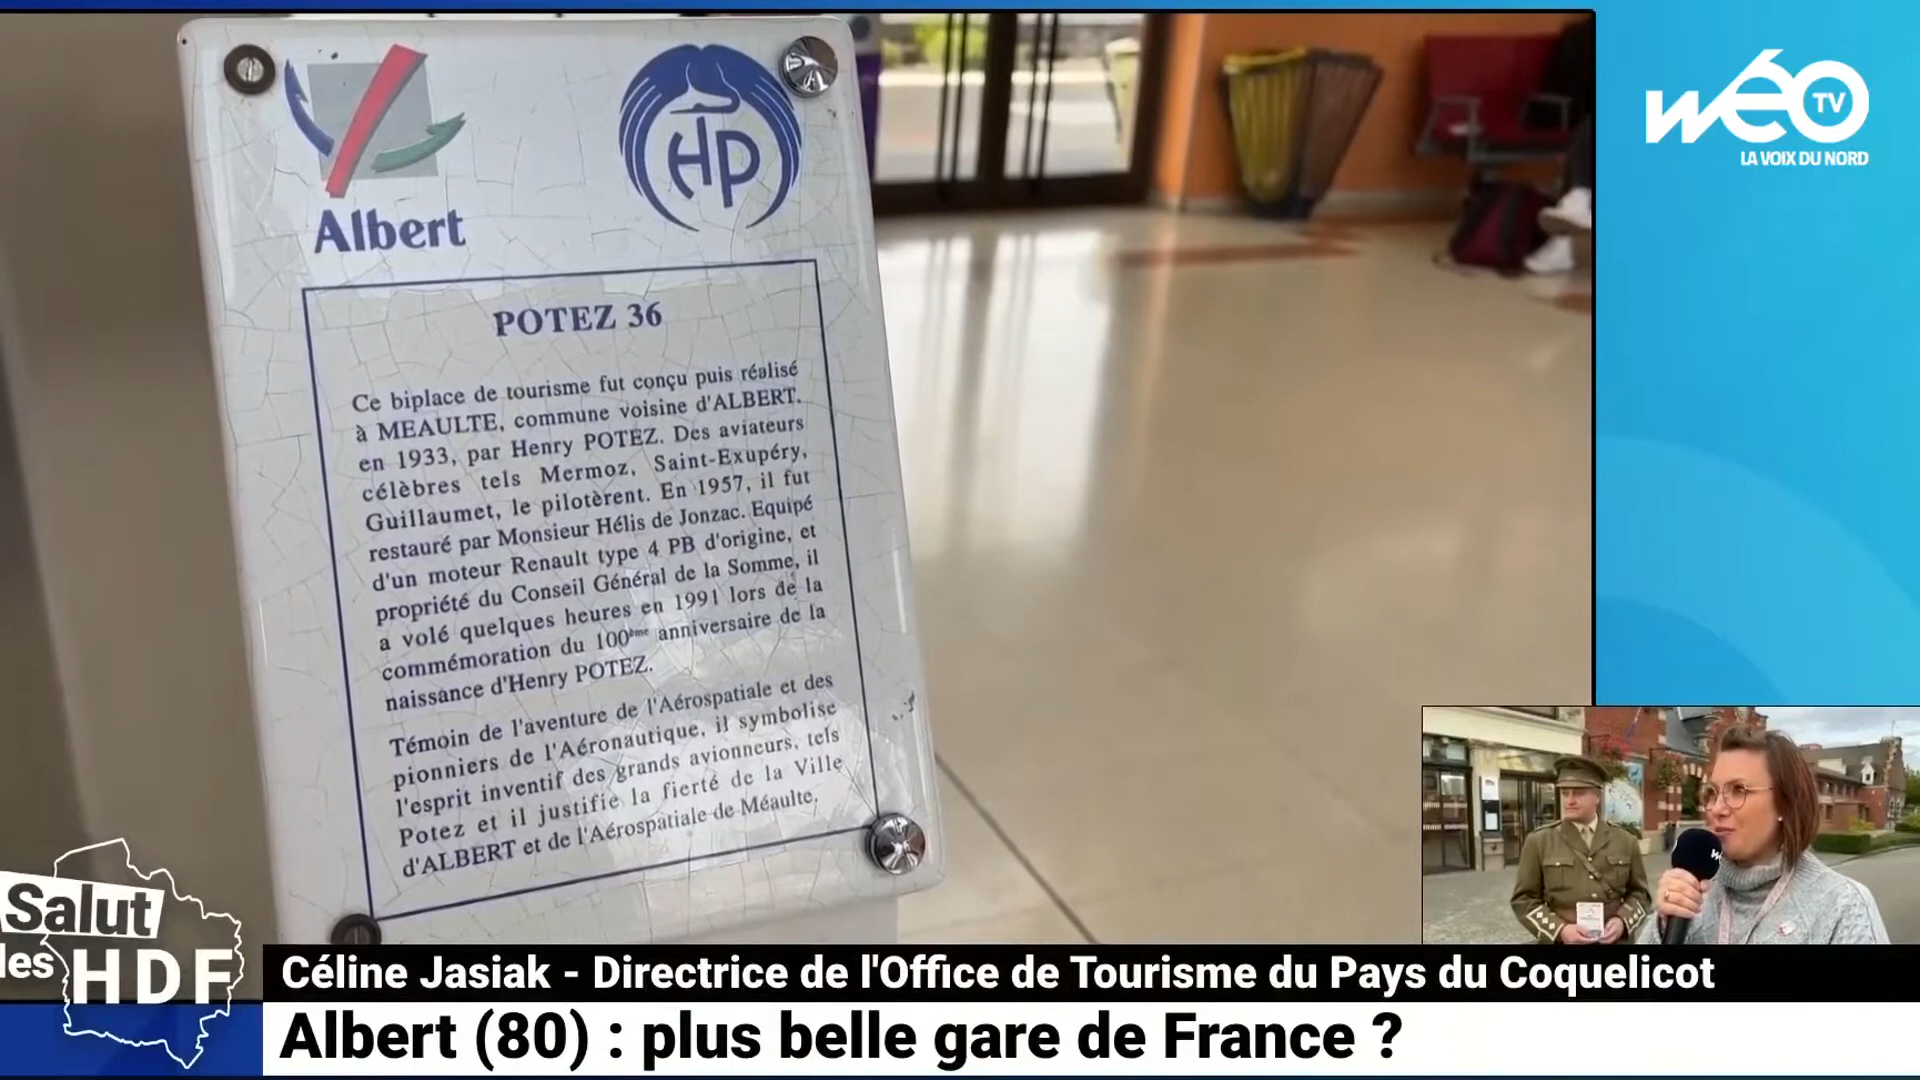 Albert
HP
POTEZ 36
Ce biplace de tourisme fut conçu puis réalisé
à MEAULTE, commune voisine d'ALBERT.
en 1933, par Henry POTEZ. Des aviateurs
célèbres tels Mermoz, Saint-Exupéry,
Guillaumet, le pilotèrent. En 1957, il fut
restauré par Monsieur Hélis de Jonzac. Equipé
d'un moteur Renault type 4 PB d'origine, et
propriété du Conseil Général de la Somme, il
a volé quelques heures en 1991 lors de la
commémoration du 100ème anniversaire de la
naissance d'Henry POTEZ.
Témoin de l'aventure de l'Aérospatiale et des
pionniers de l'Aéronautique, il symbolise
l'esprit inventif des grands avionneurs, tels
Potez et il justifie la fierté de la Ville
d'ALBERT et de l'Aérospatiale de Méaulte.
wéo TV
LA VOIX DU NORD
Salut
les HDF
Céline Jasiak - Directrice de l'Office de Tourisme du Pays du Coquelicot
Albert (80) : plus belle gare de France ?